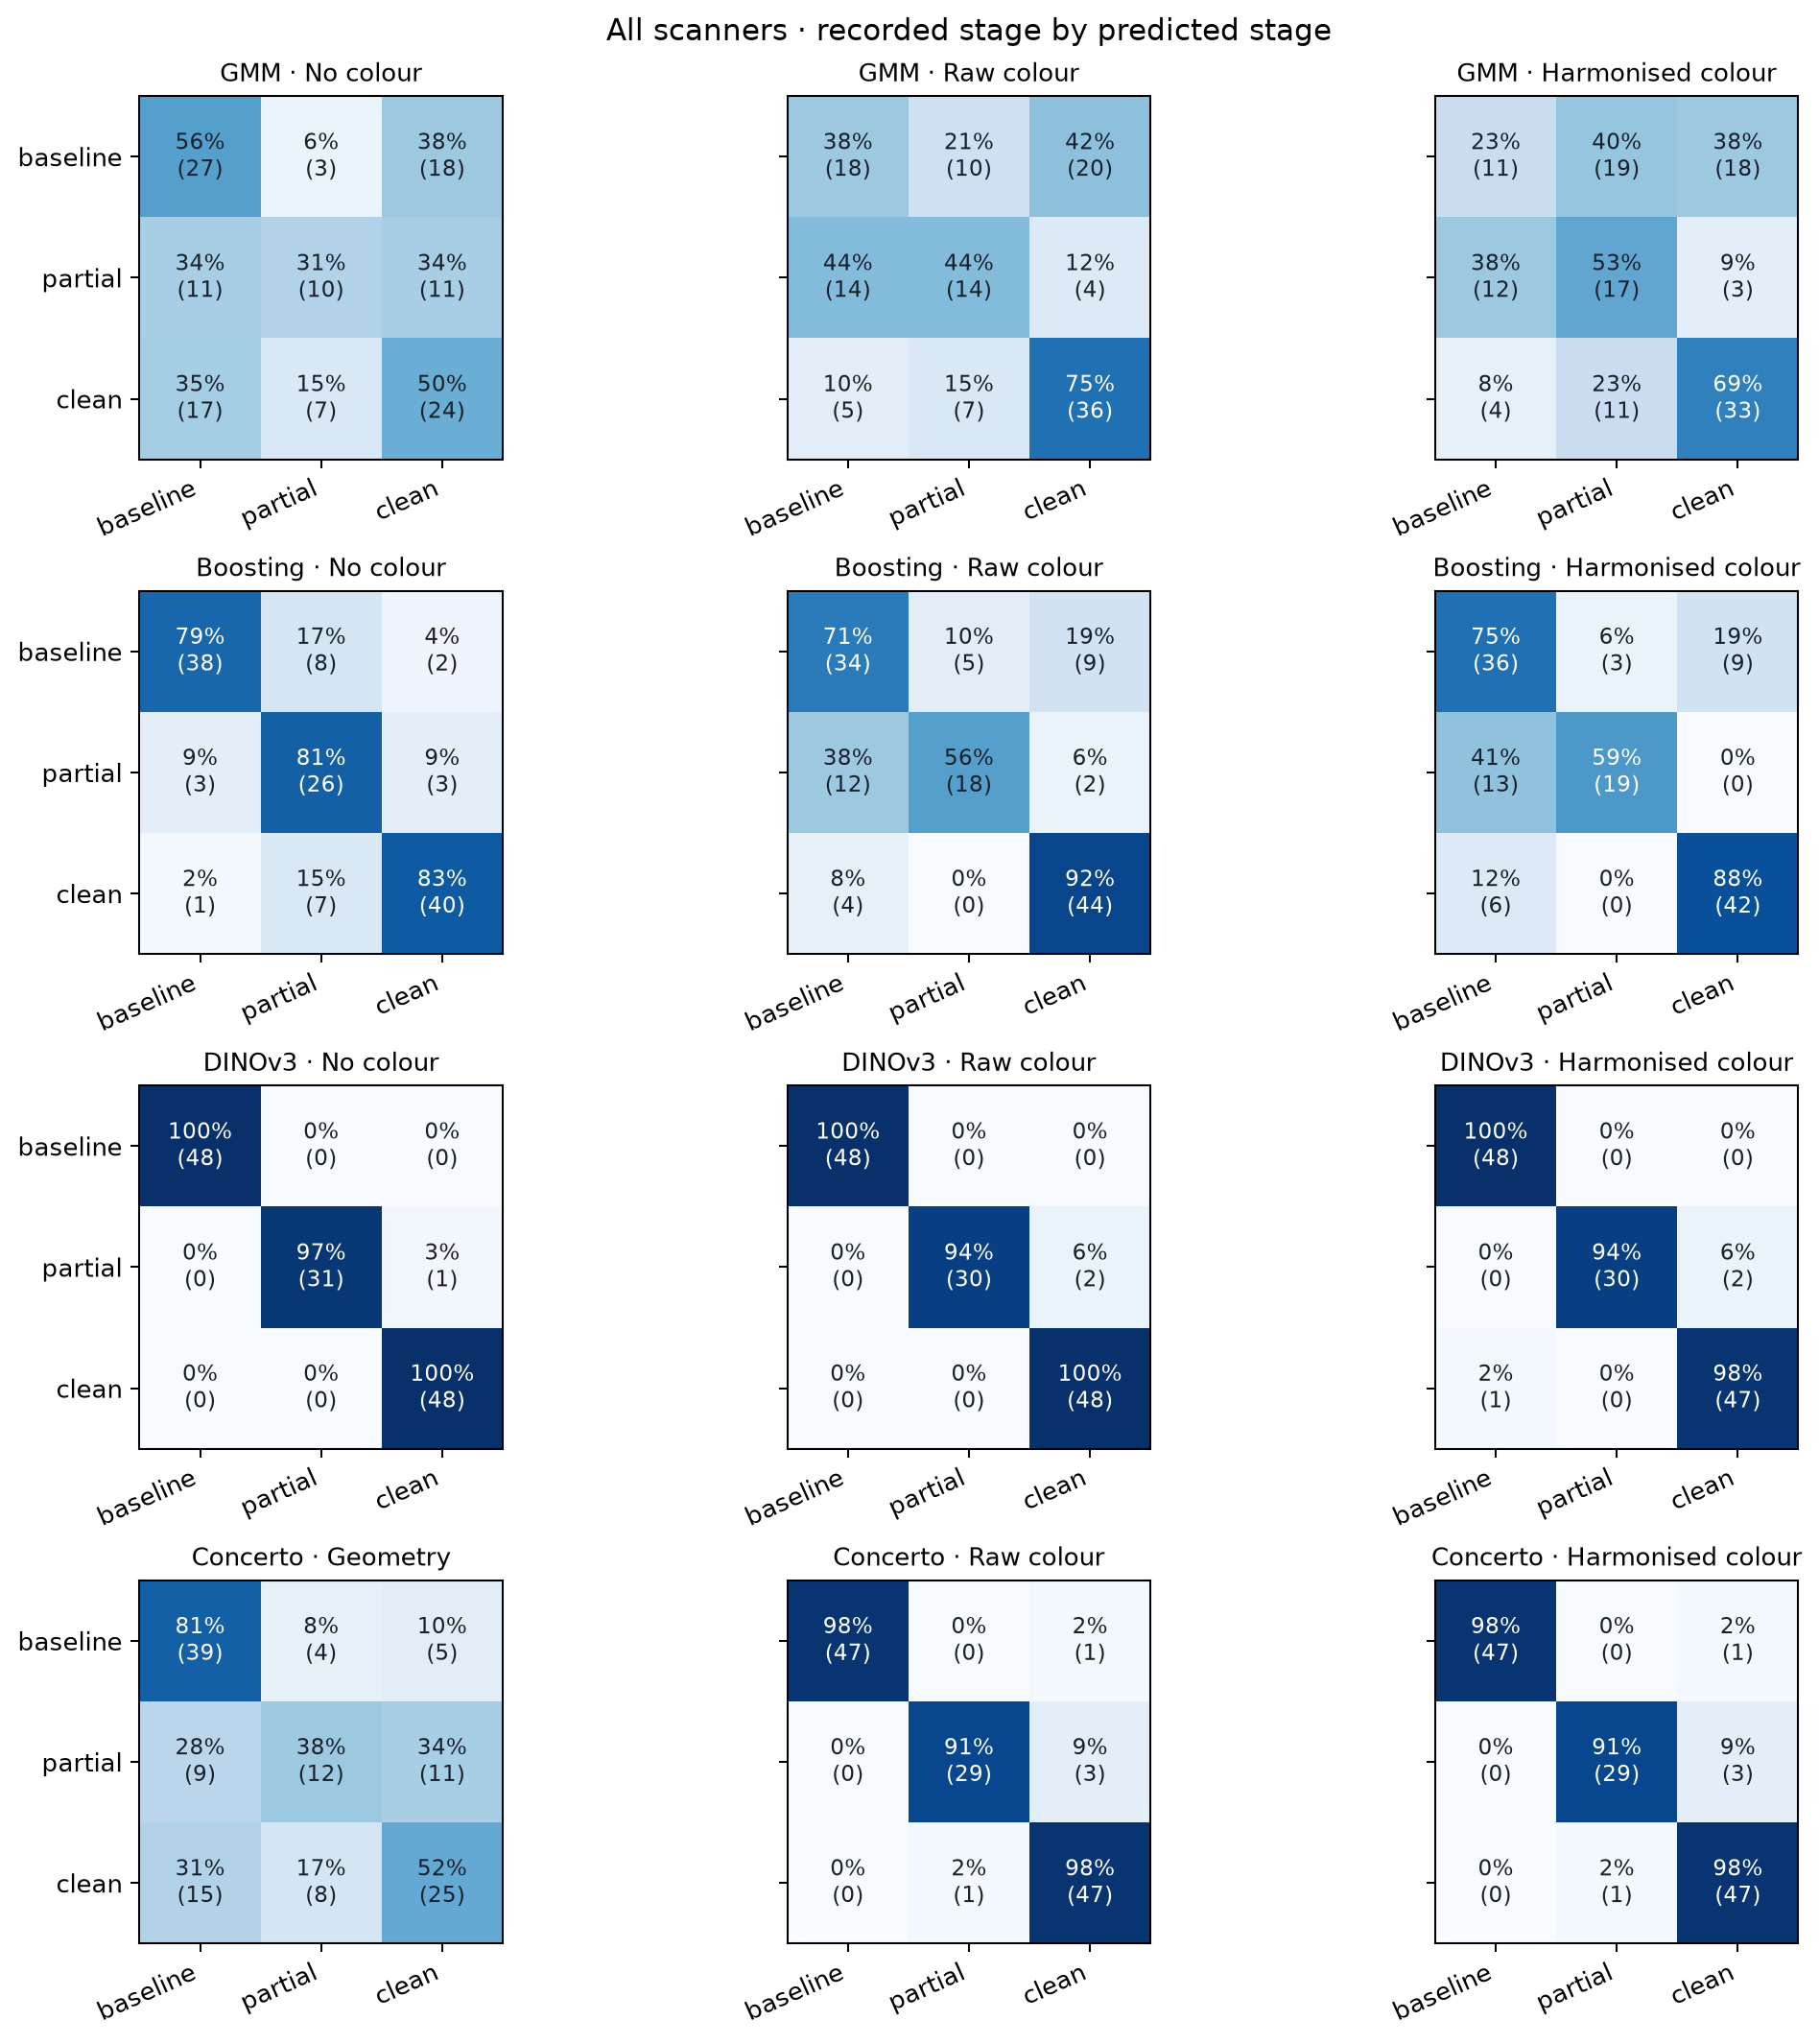 All scanners · recorded stage by predicted stage
GMM · No colour
GMM · Raw colour
GMM · Harmonised colour
baseline
56% 6% 38%
(27) (3) (18)
38% 21% 42%
(18) (10) (20)
23% 40% 38%
(11) (19) (18)
partial
34% 31% 34%
(11) (10) (11)
44% 44% 12%
(14) (14) (4)
38% 53% 9%
(12) (17) (3)
clean
35% 15% 50%
(17) (7) (24)
10% 15% 75%
(5) (7) (36)
8% 23% 69%
(4) (11) (33)
baseline partial clean
baseline partial clean
baseline partial clean
Boosting · No colour
Boosting · Raw colour
Boosting · Harmonised colour
baseline
79% 17% 4%
(38) (8) (2)
71% 10% 19%
(34) (5) (9)
75% 6% 19%
(36) (3) (9)
partial
9% 81% 9%
(3) (26) (3)
38% 56% 6%
(12) (18) (2)
41% 59% 0%
(13) (19) (0)
clean
2% 15% 83%
(1) (7) (40)
8% 0% 92%
(4) (0) (44)
12% 0% 88%
(6) (0) (42)
baseline partial clean
baseline partial clean
baseline partial clean
DINOv3 · No colour
DINOv3 · Raw colour
DINOv3 · Harmonised colour
baseline
100% 0% 0%
(48) (0) (0)
100% 0% 0%
(48) (0) (0)
100% 0% 0%
(48) (0) (0)
partial
0% 97% 3%
(0) (31) (1)
0% 94% 6%
(0) (30) (2)
0% 94% 6%
(0) (30) (2)
clean
0% 0% 100%
(0) (0) (48)
0% 0% 100%
(0) (0) (48)
2% 0% 98%
(1) (0) (47)
baseline partial clean
baseline partial clean
baseline partial clean
Concerto · Geometry
Concerto · Raw colour
Concerto · Harmonised colour
baseline
81% 8% 10%
(39) (4) (5)
98% 0% 2%
(47) (0) (1)
98% 0% 2%
(47) (0) (1)
partial
28% 38% 34%
(9) (12) (11)
0% 91% 9%
(0) (29) (3)
0% 91% 9%
(0) (29) (3)
clean
31% 17% 52%
(15) (8) (25)
0% 2% 98%
(0) (1) (47)
0% 2% 98%
(0) (1) (47)
baseline partial clean
baseline partial clean
baseline partial clean